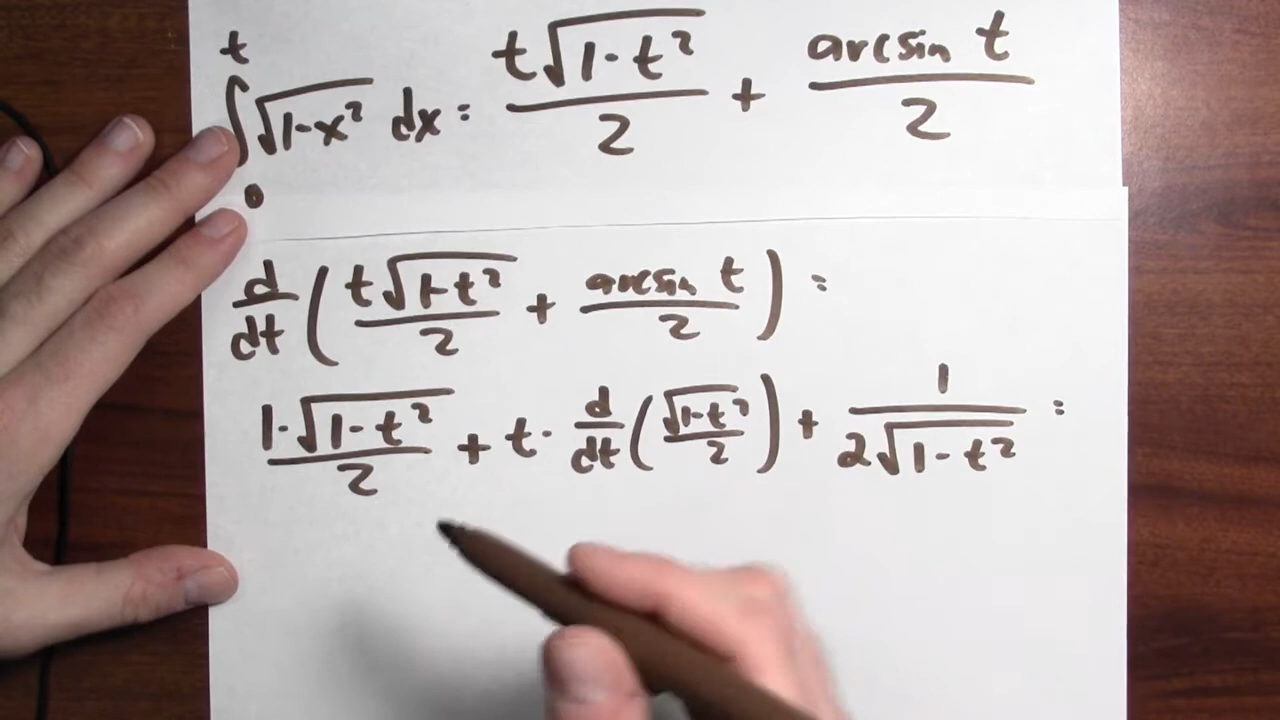 ∫₀ᵗ √(1-x²) dx = t√(1-t²)/2 + arcsin t/2
d/dt ( t√(1-t²)/2 + arcsin t/2 ) =
1·√(1-t²)/2 + t· d/dt ( √(1-t²)/2 ) + 1/(2√(1-t²)) =